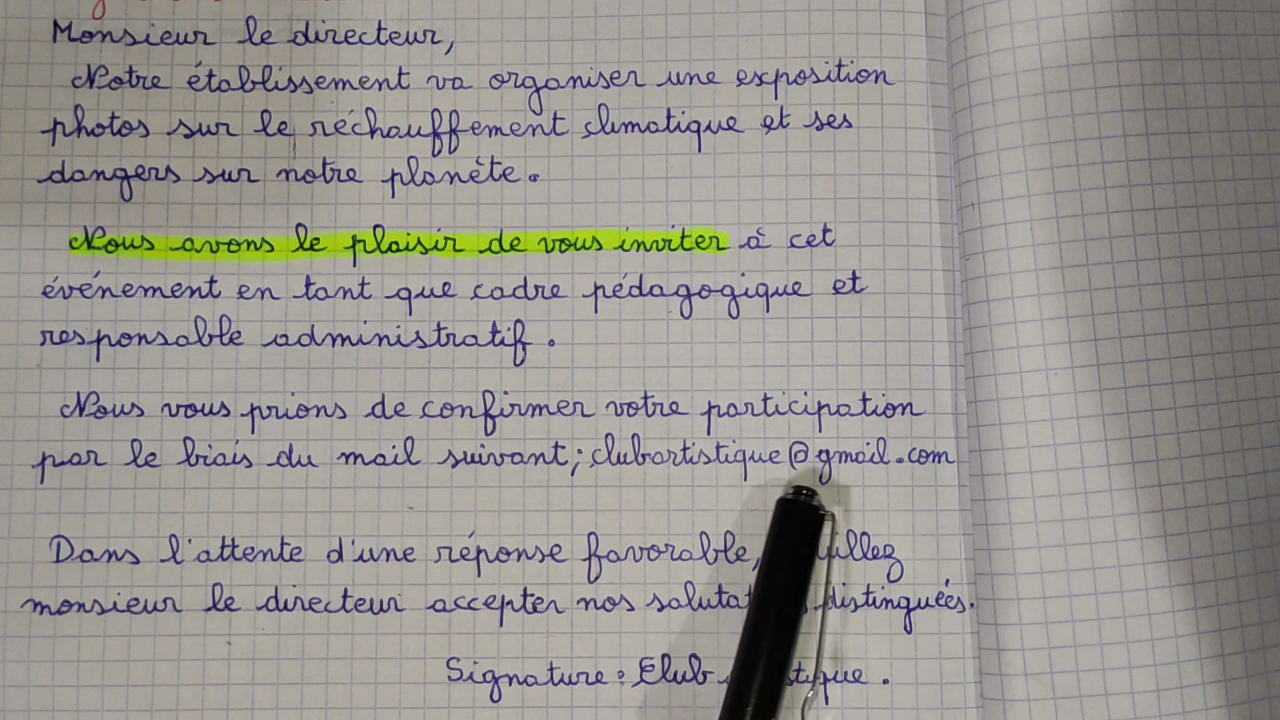 Monsieur le directeur,
Notre établissement va organiser une exposition
photos sur le réchauffement climatique et ses
dangers sur notre planète.
Nous avons le plaisir de vous inviter à cet
événement en tant que cadre pédagogique et
responsable administratif.
Nous vous prions de confirmer votre participation
par le biais du mail suivant; clubartistique@gmail.com
Dans l'attente d'une réponse favorable,
monsieur le directeur accepter nos distinguées.
Signature: Club